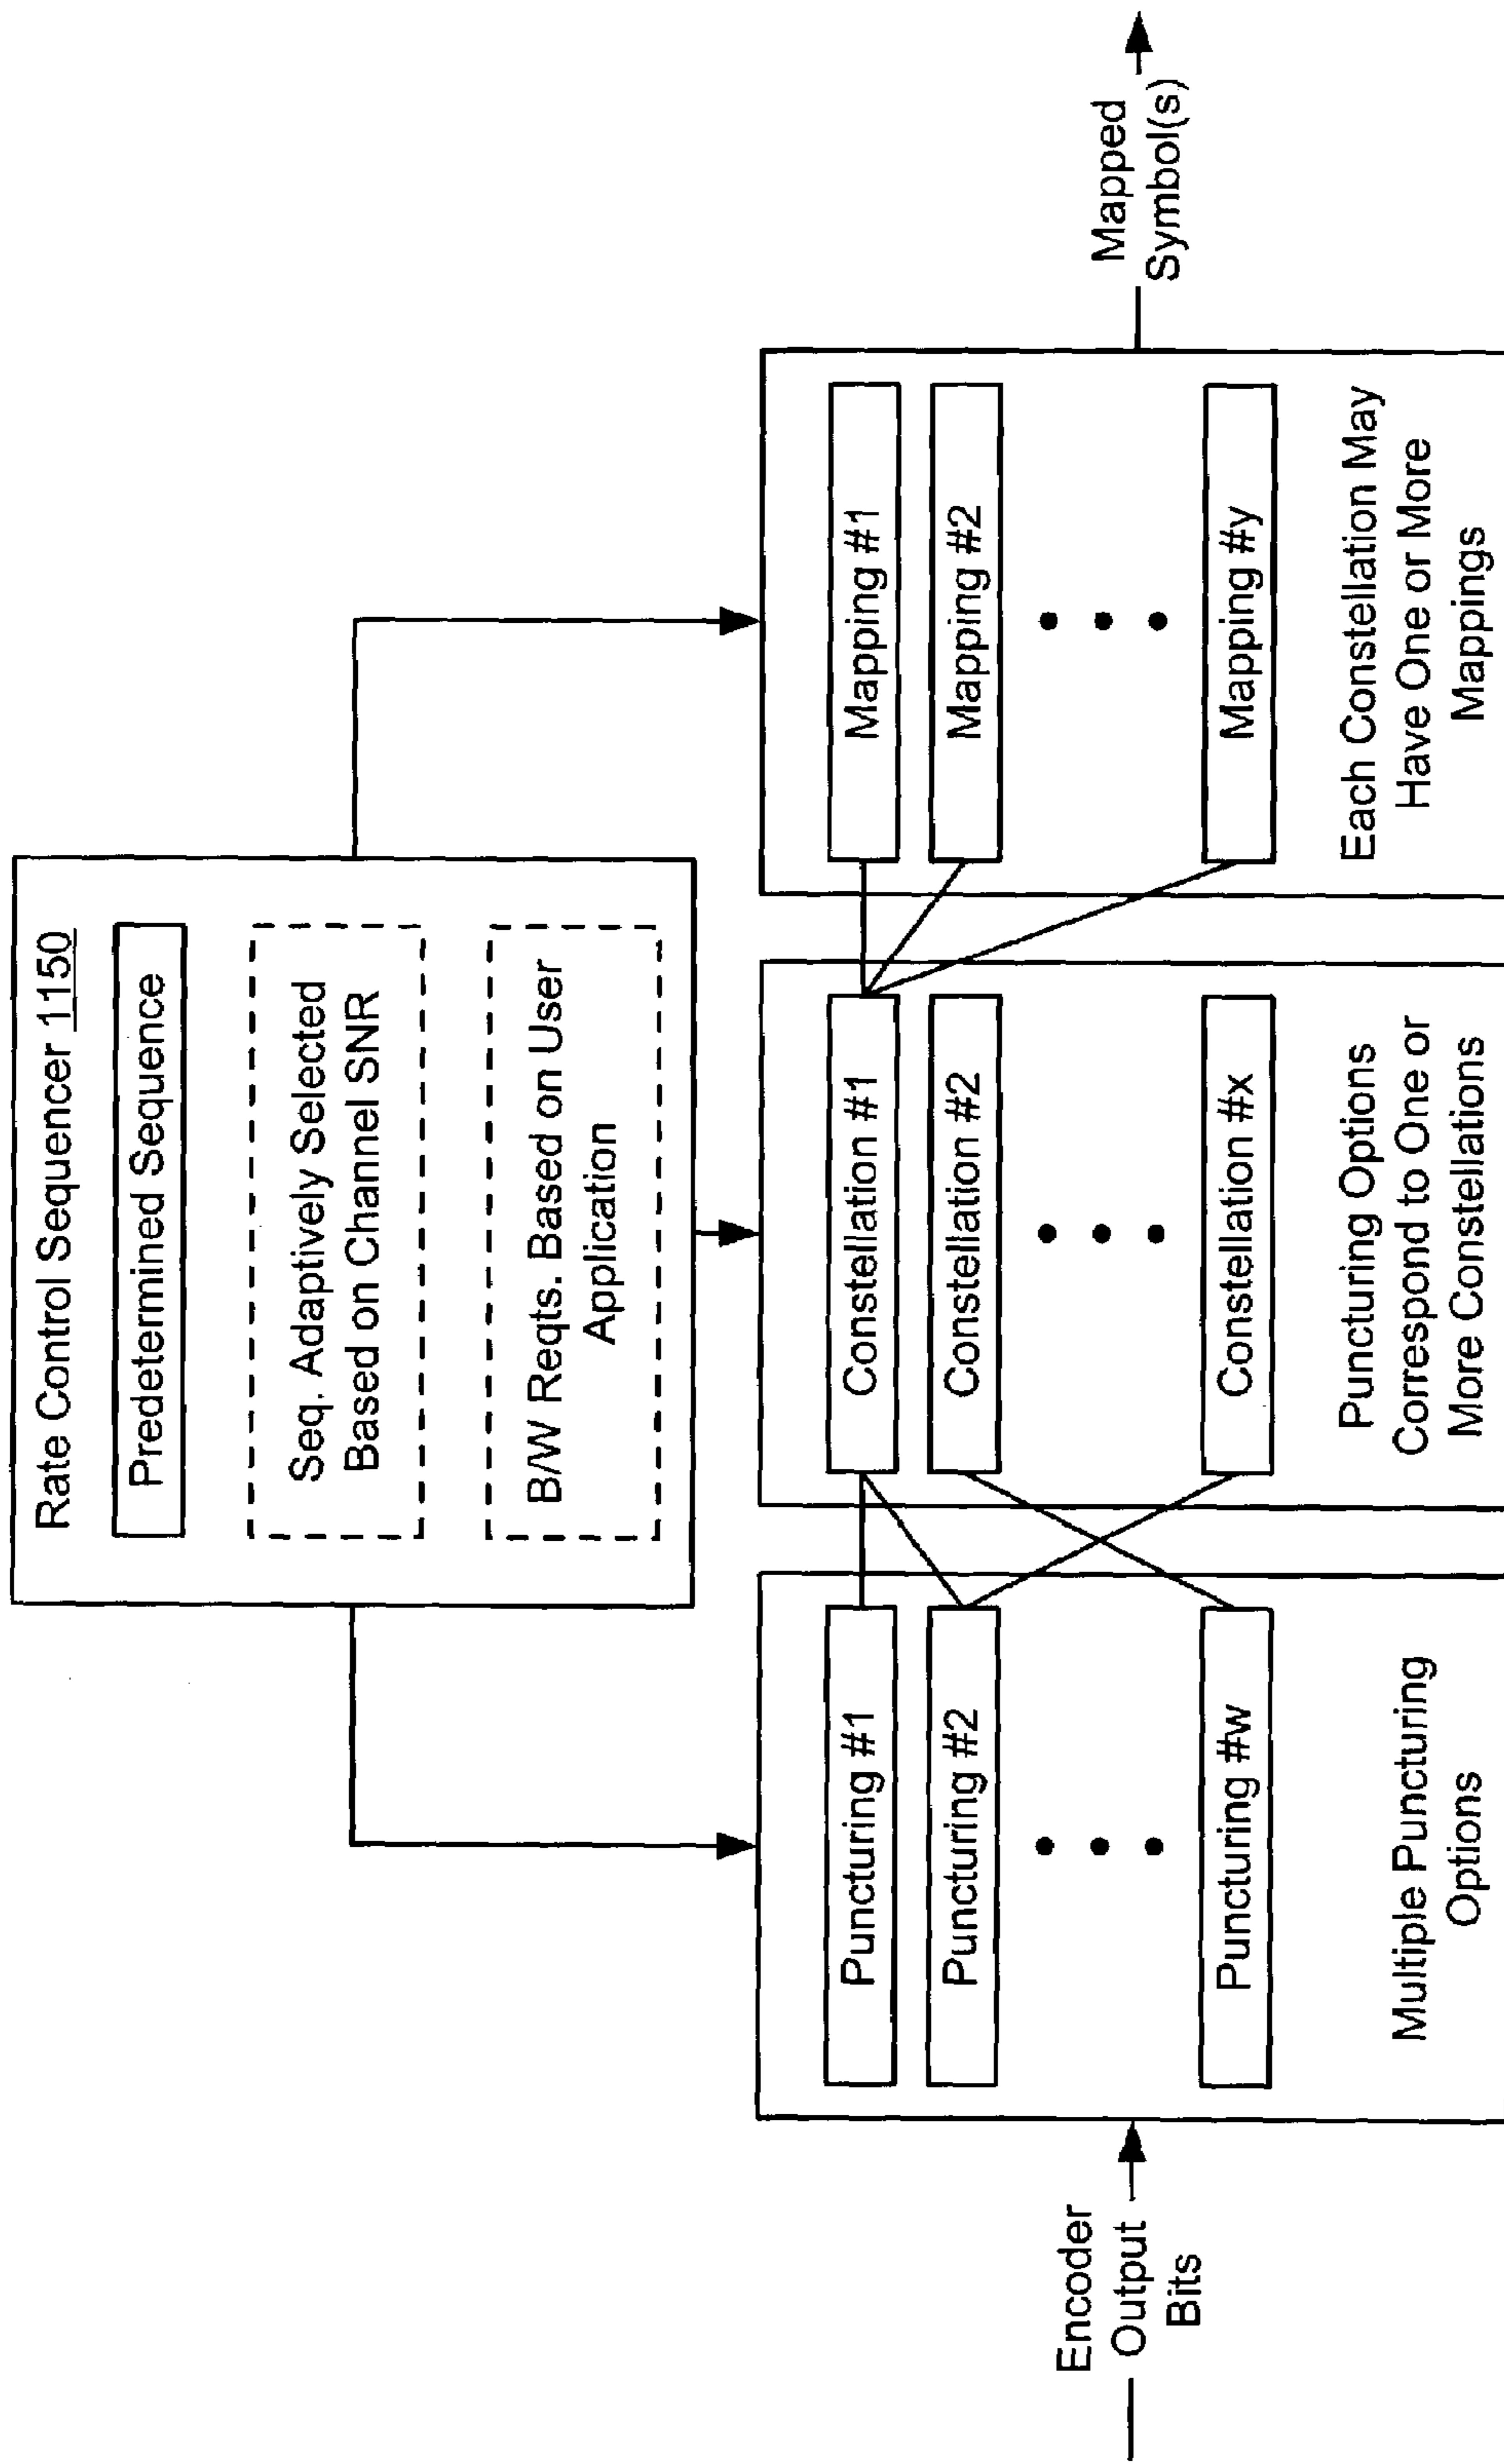 Rate Control Sequencer 1150
Predetermined Sequence
Seq. Adaptively Selected
Based on Channel SNR
B/W Reqts. Based on User
Application
Encoder
Output
Bits
Puncturing #1
Puncturing #2
Puncturing #w
Multiple Puncturing
Options
Constellation #1
Constellation #2
Constellation #x
Puncturing Options
Correspond to One or
More Constellations
Mapping #1
Mapping #2
Mapping #y
Each Constellation May
Have One or More
Mappings
Mapped
Symbol(s)